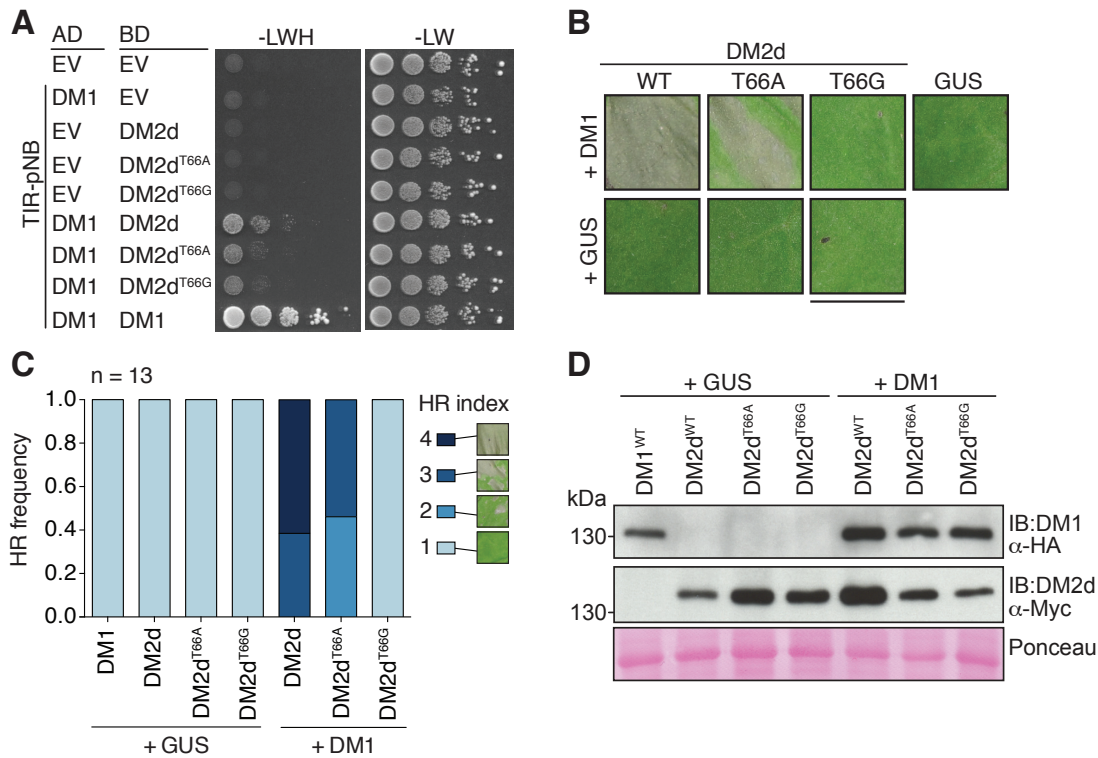 A
AD BD -LWH -LW
EV EV
DM1 EV
EV DM2d
EV DM2dT66A
EV DM2dT66G
DM1 DM2d
DM1 DM2dT66A
DM1 DM2dT66G
DM1 DM1
TIR-pNB
B
DM2d
WT T66A T66G GUS
+ DM1
+ GUS
C
n = 13
HR frequency
1.0
0.8
0.6
0.4
0.2
0.0
DM1
DM2d
DM2dT66A
DM2dT66G
DM2d
DM2dT66A
DM2dT66G
+ GUS + DM1
HR index
4
3
2
1
D
+ GUS + DM1
DM1WT
DM2dWT
DM2dT66A
DM2dT66G
DM2dWT
DM2dT66A
DM2dT66G
kDa
130-
IB:DM1
α-HA
130-
IB:DM2d
α-Myc
Ponceau